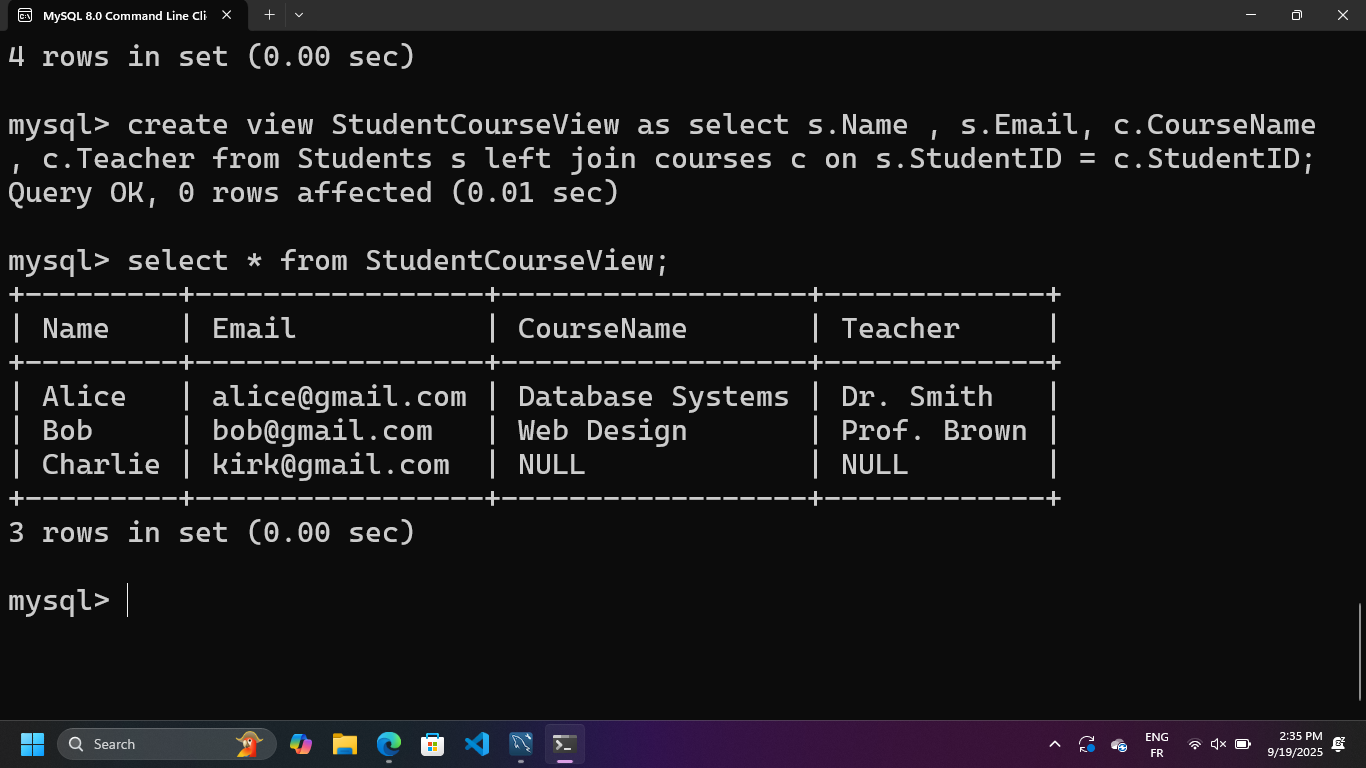 MySQL 8.0 Command Line Cli
4 rows in set (0.00 sec)
mysql> create view StudentCourseView as select s.Name , s.Email, c.CourseName
, c.Teacher from Students s left join courses c on s.StudentID = c.StudentID;
Query OK, 0 rows affected (0.01 sec)
mysql> select * from StudentCourseView;
+---------+-----------------+------------------+-------------+
| Name    | Email           | CourseName       | Teacher     |
+---------+-----------------+------------------+-------------+
| Alice   | alice@gmail.com | Database Systems | Dr. Smith   |
| Bob     | bob@gmail.com   | Web Design       | Prof. Brown |
| Charlie | kirk@gmail.com  | NULL             | NULL        |
+---------+-----------------+------------------+-------------+
3 rows in set (0.00 sec)
mysql>
Search
ENG
FR
2:35 PM
9/19/2025